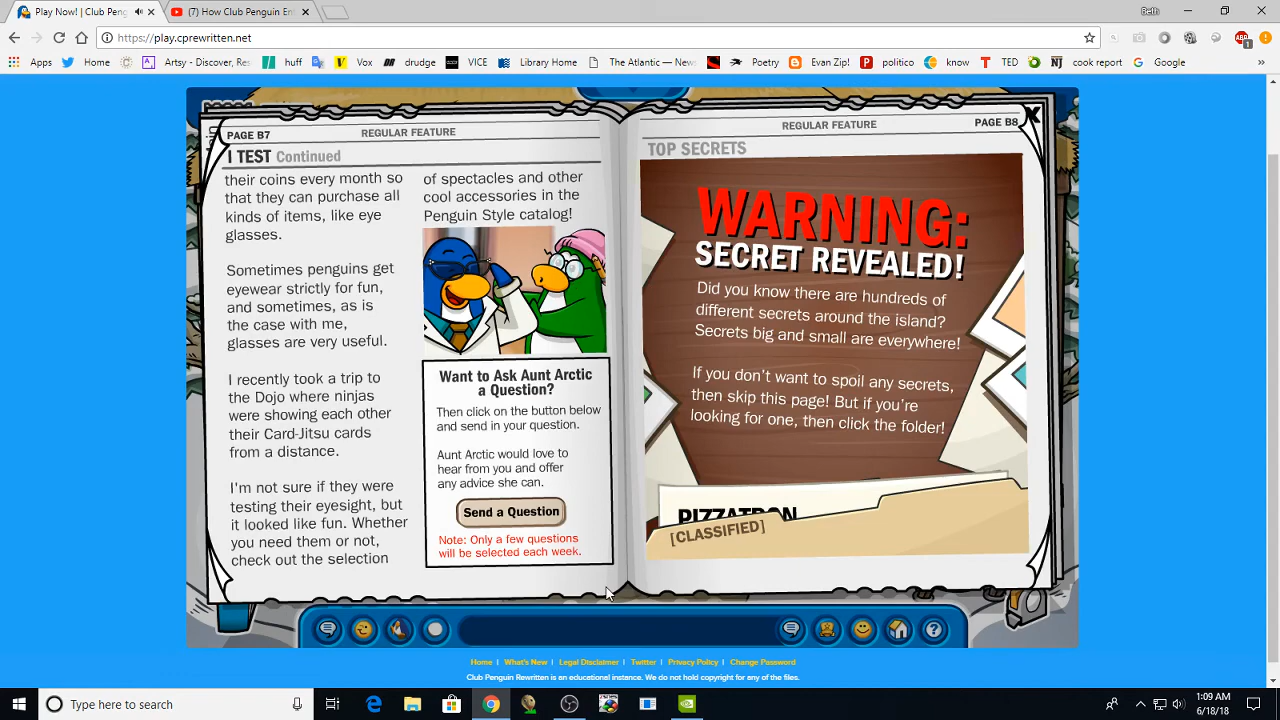 Play Now! | Club Peng
(7) How Club Penguin En
Beth
https://play.cprewritten.net
Apps
Home
Artsy - Discover, Res
huff
Vox
drudge
VICE
Library Home
The Atlantic — New
Poetry
Evan Zip!
politico
know
TED
NJ
cook report
Google
PAGE B7
REGULAR FEATURE
I TEST Continued
their coins every month so
that they can purchase all
kinds of items, like eye
glasses.
Sometimes penguins get
eyewear strictly for fun,
and sometimes, as is
the case with me,
glasses are very useful.
I recently took a trip to
the Dojo where ninjas
were showing each other
their Card-Jitsu cards
from a distance.
I'm not sure if they were
testing their eyesight, but
it looked like fun. Whether
you need them or not,
check out the selection
of spectacles and other
cool accessories in the
Penguin Style catalog!
Want to Ask Aunt Arctic
a Question?
Then click on the button below
and send in your question.
Aunt Arctic would love to
hear from you and offer
any advice she can.
Send a Question
Note: Only a few questions
will be selected each week.
REGULAR FEATURE
PAGE B8
TOP SECRETS
WARNING:
SECRET REVEALED!
Did you know there are hundreds of
different secrets around the island?
Secrets big and small are everywhere!
If you don't want to spoil any secrets,
then skip this page! But if you're
looking for one, then click the folder!
PIZZATRON
[CLASSIFIED]
Home | What's New | Legal Disclaimer | Twitter | Privacy Policy | Change Password
Club Penguin Rewritten is an educational instance. We do not hold copyright for any of the files.
Type here to search
1:09 AM
6/18/18